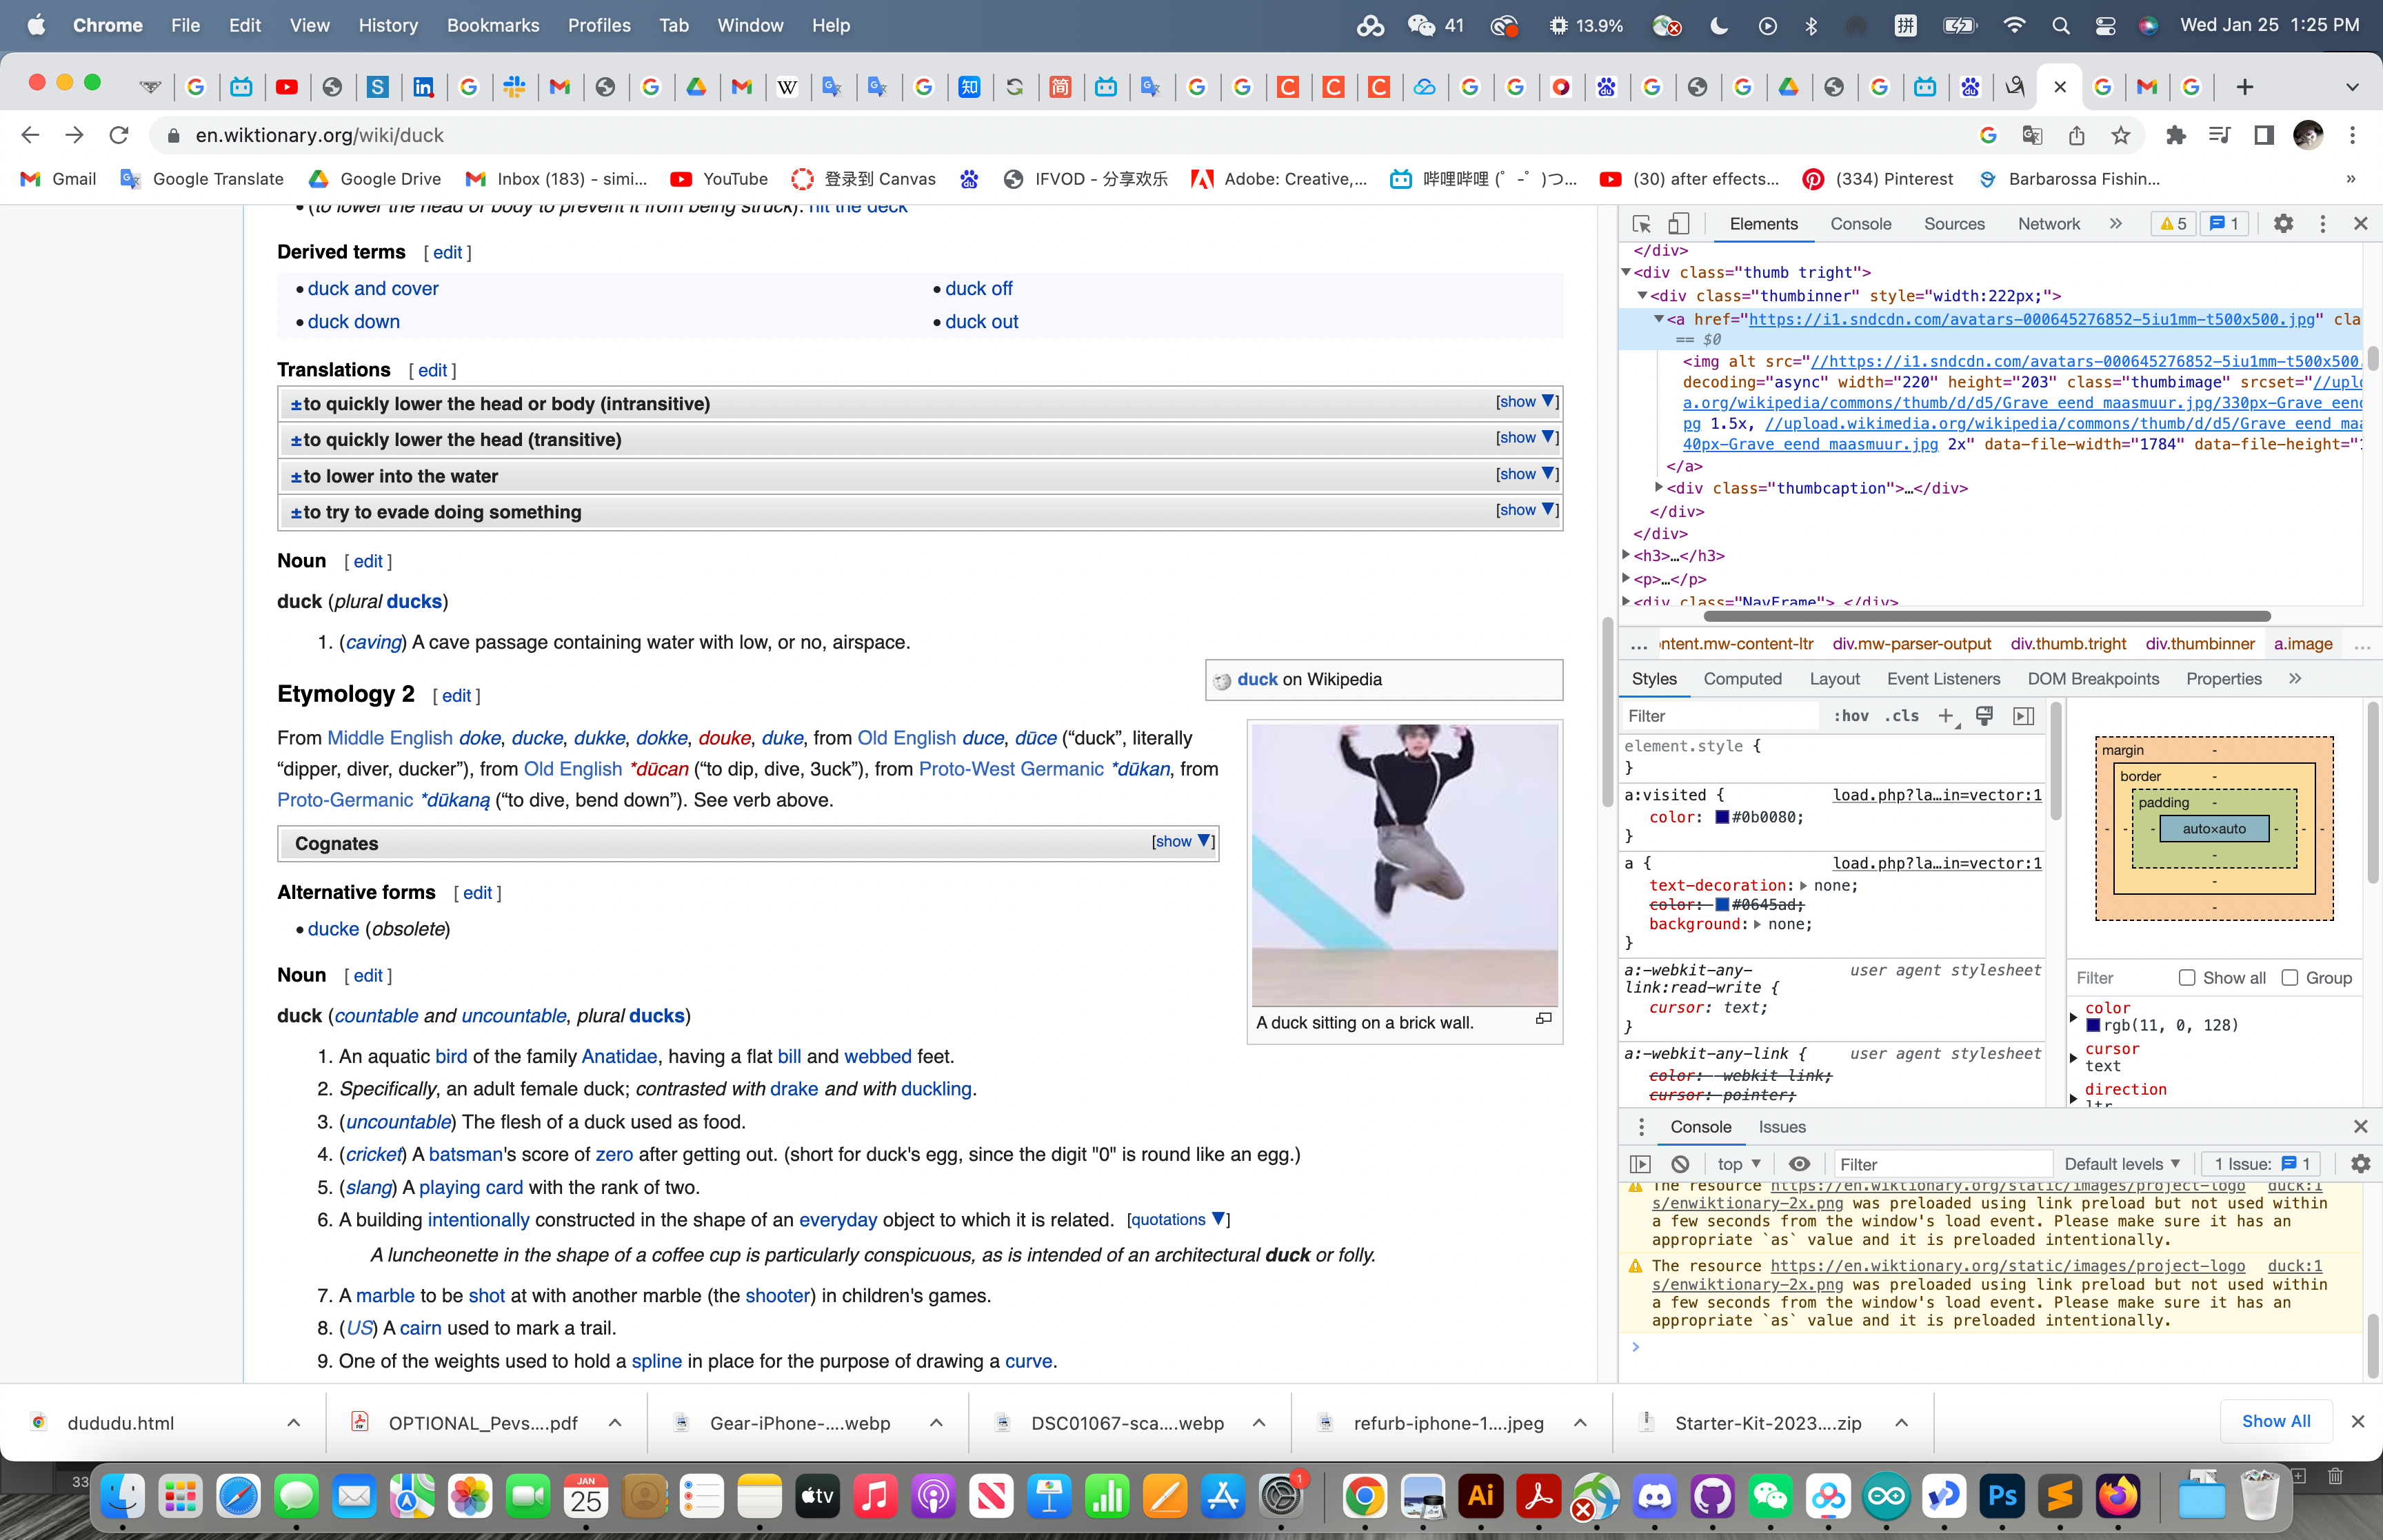 Chrome File Edit View History Bookmarks Profiles Tab Window Help 41 13.9% 拼 Wed Jan 25 1:25 PM
en.wiktionary.org/wiki/duck
Gmail Google Translate Google Drive Inbox (183) - simi... YouTube 登录到 Canvas IFVOD - 分享欢乐 Adobe: Creative,... 哔哩哔哩 (゜-゜)つ... (30) after effects... (334) Pinterest Barbarossa Fishin... »
• (to lower the head or body to prevent it from being struck): hit the deck
Derived terms [ edit ]
• duck and cover
• duck down
• duck off
• duck out
Translations [ edit ]
±to quickly lower the head or body (intransitive) [show ▼]
±to quickly lower the head (transitive) [show ▼]
±to lower into the water [show ▼]
±to try to evade doing something [show ▼]
Noun [ edit ]
duck (plural ducks)
1. (caving) A cave passage containing water with low, or no, airspace.
duck on Wikipedia
Etymology 2 [ edit ]
From Middle English doke, ducke, dukke, dokke, douke, duke, from Old English duce, dūce (“duck”, literally
“dipper, diver, ducker”), from Old English *dūcan (“to dip, dive, 3uck”), from Proto-West Germanic *dūkan, from
Proto-Germanic *dūkaną (“to dive, bend down”). See verb above.
Cognates [show ▼]
A duck sitting on a brick wall.
Alternative forms [ edit ]
• ducke (obsolete)
Noun [ edit ]
duck (countable and uncountable, plural ducks)
1. An aquatic bird of the family Anatidae, having a flat bill and webbed feet.
2. Specifically, an adult female duck; contrasted with drake and with duckling.
3. (uncountable) The flesh of a duck used as food.
4. (cricket) A batsman's score of zero after getting out. (short for duck's egg, since the digit "0" is round like an egg.)
5. (slang) A playing card with the rank of two.
6. A building intentionally constructed in the shape of an everyday object to which it is related. [quotations ▼]
A luncheonette in the shape of a coffee cup is particularly conspicuous, as is intended of an architectural duck or folly.
7. A marble to be shot at with another marble (the shooter) in children's games.
8. (US) A cairn used to mark a trail.
9. One of the weights used to hold a spline in place for the purpose of drawing a curve.
Elements Console Sources Network » 5 1
</div>
<div class="thumb tright">
<div class="thumbinner" style="width:222px;">
<a href="https://i1.sndcdn.com/avatars-000645276852-5iu1mm-t500x500.jpg" cla
== $0
<img alt src="//https://i1.sndcdn.com/avatars-000645276852-5iu1mm-t500x500.
decoding="async" width="220" height="203" class="thumbimage" srcset="//uplo
a.org/wikipedia/commons/thumb/d/d5/Grave_eend_maasmuur.jpg/330px-Grave_eend
pg 1.5x, //upload.wikimedia.org/wikipedia/commons/thumb/d/d5/Grave_eend_maa
40px-Grave_eend_maasmuur.jpg 2x" data-file-width="1784" data-file-height="1
</a>
<div class="thumbcaption">…</div>
</div>
</div>
<h3>…</h3>
<p>…</p>
<div class="NavFrame">…</div>
… ontent.mw-content-ltr div.mw-parser-output div.thumb.tright div.thumbinner a.image …
Styles Computed Layout Event Listeners DOM Breakpoints Properties »
Filter :hov .cls +
element.style {
}
a:visited { load.php?la…in=vector:1
color: #0b0080;
}
a { load.php?la…in=vector:1
text-decoration: none;
color: #0645ad;
background: none;
}
a:-webkit-any- user agent stylesheet
link:read-write {
cursor: text;
}
a:-webkit-any-link { user agent stylesheet
color: -webkit-link;
cursor: pointer;
margin -
border -
padding -
- - - auto×auto - - -
-
-
-
Filter Show all Group
color
rgb(11, 0, 128)
cursor
text
direction
ltr
Console Issues
top ▼ Filter Default levels ▼ 1 Issue: 1
The resource https://en.wiktionary.org/static/images/project-logo duck:1
s/enwiktionary-2x.png was preloaded using link preload but not used within
a few seconds from the window's load event. Please make sure it has an
appropriate `as` value and it is preloaded intentionally.
The resource https://en.wiktionary.org/static/images/project-logo duck:1
s/enwiktionary-2x.png was preloaded using link preload but not used within
a few seconds from the window's load event. Please make sure it has an
appropriate `as` value and it is preloaded intentionally.
>
dududu.html OPTIONAL_Pevs....pdf Gear-iPhone-....webp DSC01067-sca....webp refurb-iphone-1....jpeg Starter-Kit-2023....zip Show All
33
JAN
25
tv
1
Ai
Ps